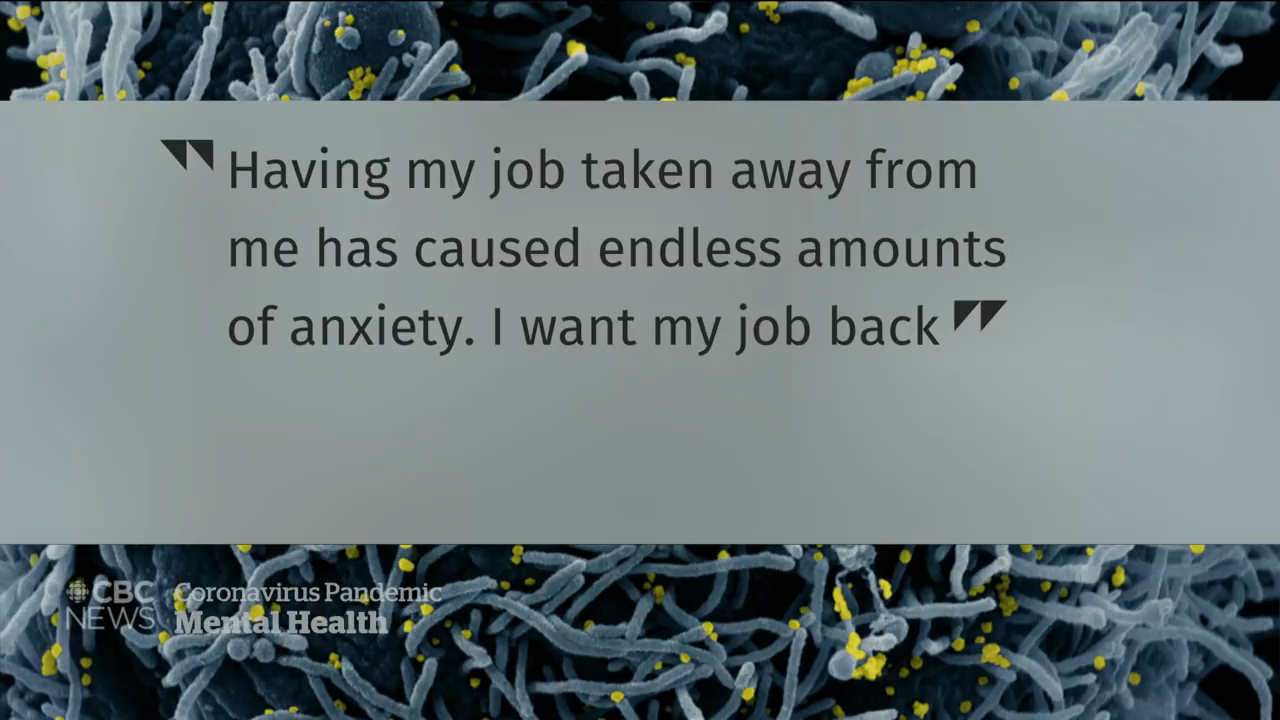 Having my job taken away from
me has caused endless amounts
of anxiety. I want my job back
CBC NEWS
Coronavirus Pandemic
Mental Health